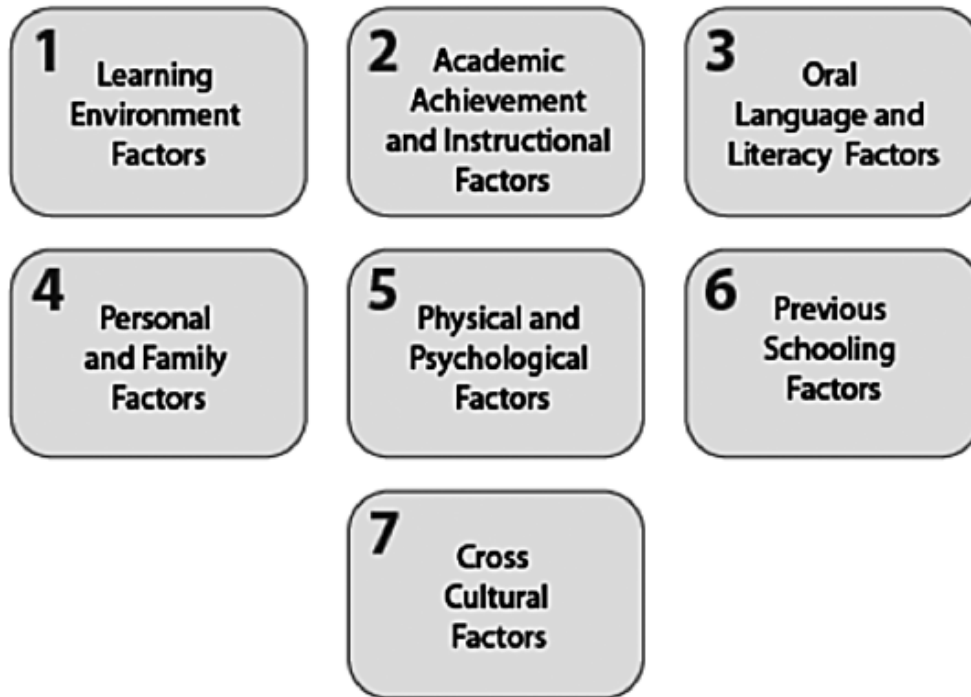 1
Learning
Environment
Factors
2
Academic
Achievement
and Instructional
Factors
3
Oral
Language and
Literacy Factors
4
Personal
and Family
Factors
5
Physical and
Psychological
Factors
6
Previous
Schooling
Factors
7
Cross
Cultural
Factors